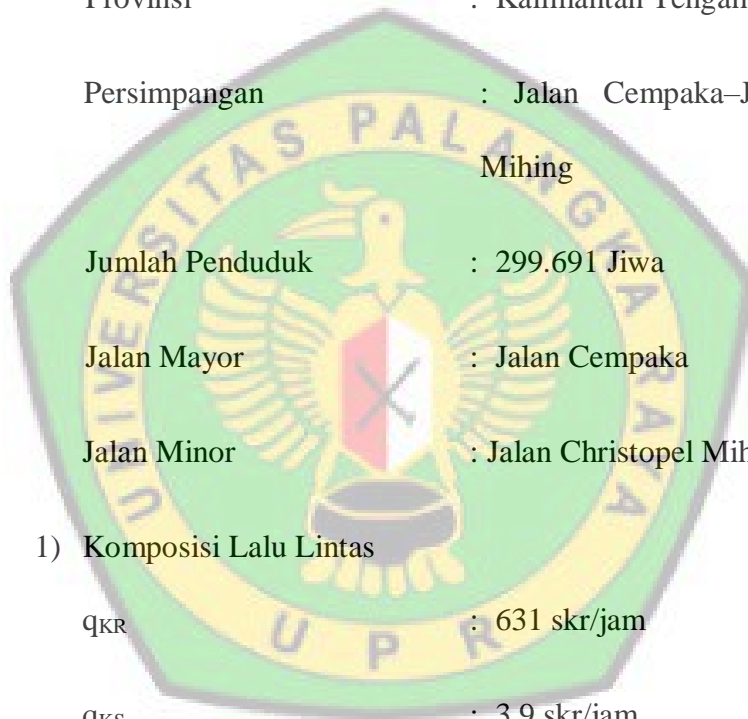 Provinsi : Kalimantan Tengah
Persimpangan : Jalan Cempaka–J
Mihing
Jumlah Penduduk : 299.691 Jiwa
Jalan Mayor : Jalan Cempaka
Jalan Minor : Jalan Christopel Mih
1) Komposisi Lalu Lintas
qKR : 631 skr/jam
qKS : 3,9 skr/jam
UNIVERSITAS PALANGKA RAYA
UPR